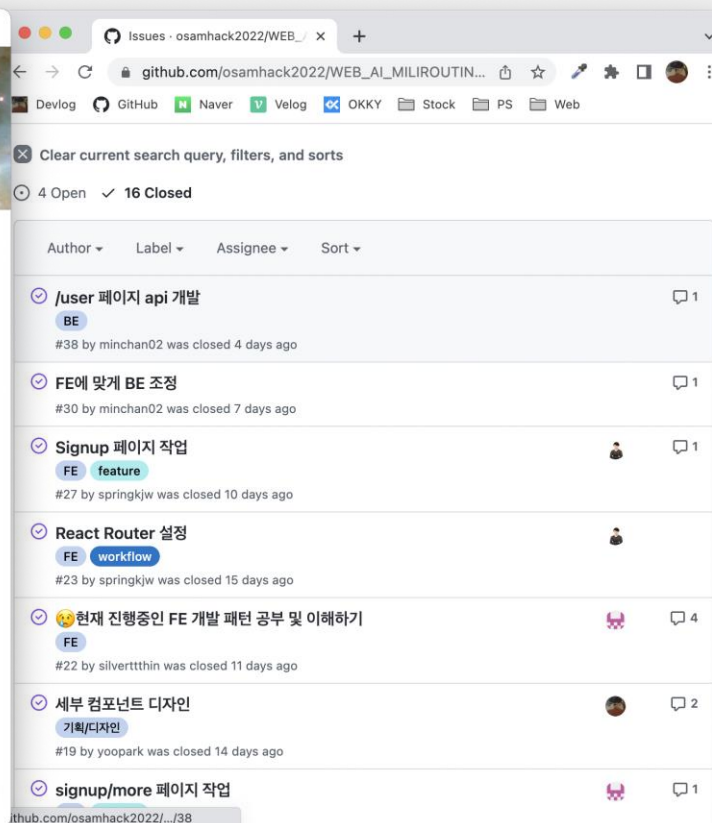 Issues · osamhack2022/WEB_/
github.com/osamhack2022/WEB_AI_MILIROUTIN...
Devlog GitHub Naver Velog OKKY Stock PS Web
Clear current search query, filters, and sorts
4 Open 16 Closed
Author Label Assignee Sort
/user 페이지 api 개발 1
BE
#38 by minchan02 was closed 4 days ago
FE에 맞게 BE 조정 1
#30 by minchan02 was closed 7 days ago
Signup 페이지 작업 1
FE feature
#27 by springkjw was closed 10 days ago
React Router 설정
FE workflow
#23 by springkjw was closed 15 days ago
😢현재 진행중인 FE 개발 패턴 공부 및 이해하기 4
FE
#22 by silverttthin was closed 11 days ago
세부 컴포넌트 디자인 2
기획/디자인
#19 by yoopark was closed 14 days ago
signup/more 페이지 작업 1
ithub.com/osamhack2022/.../38